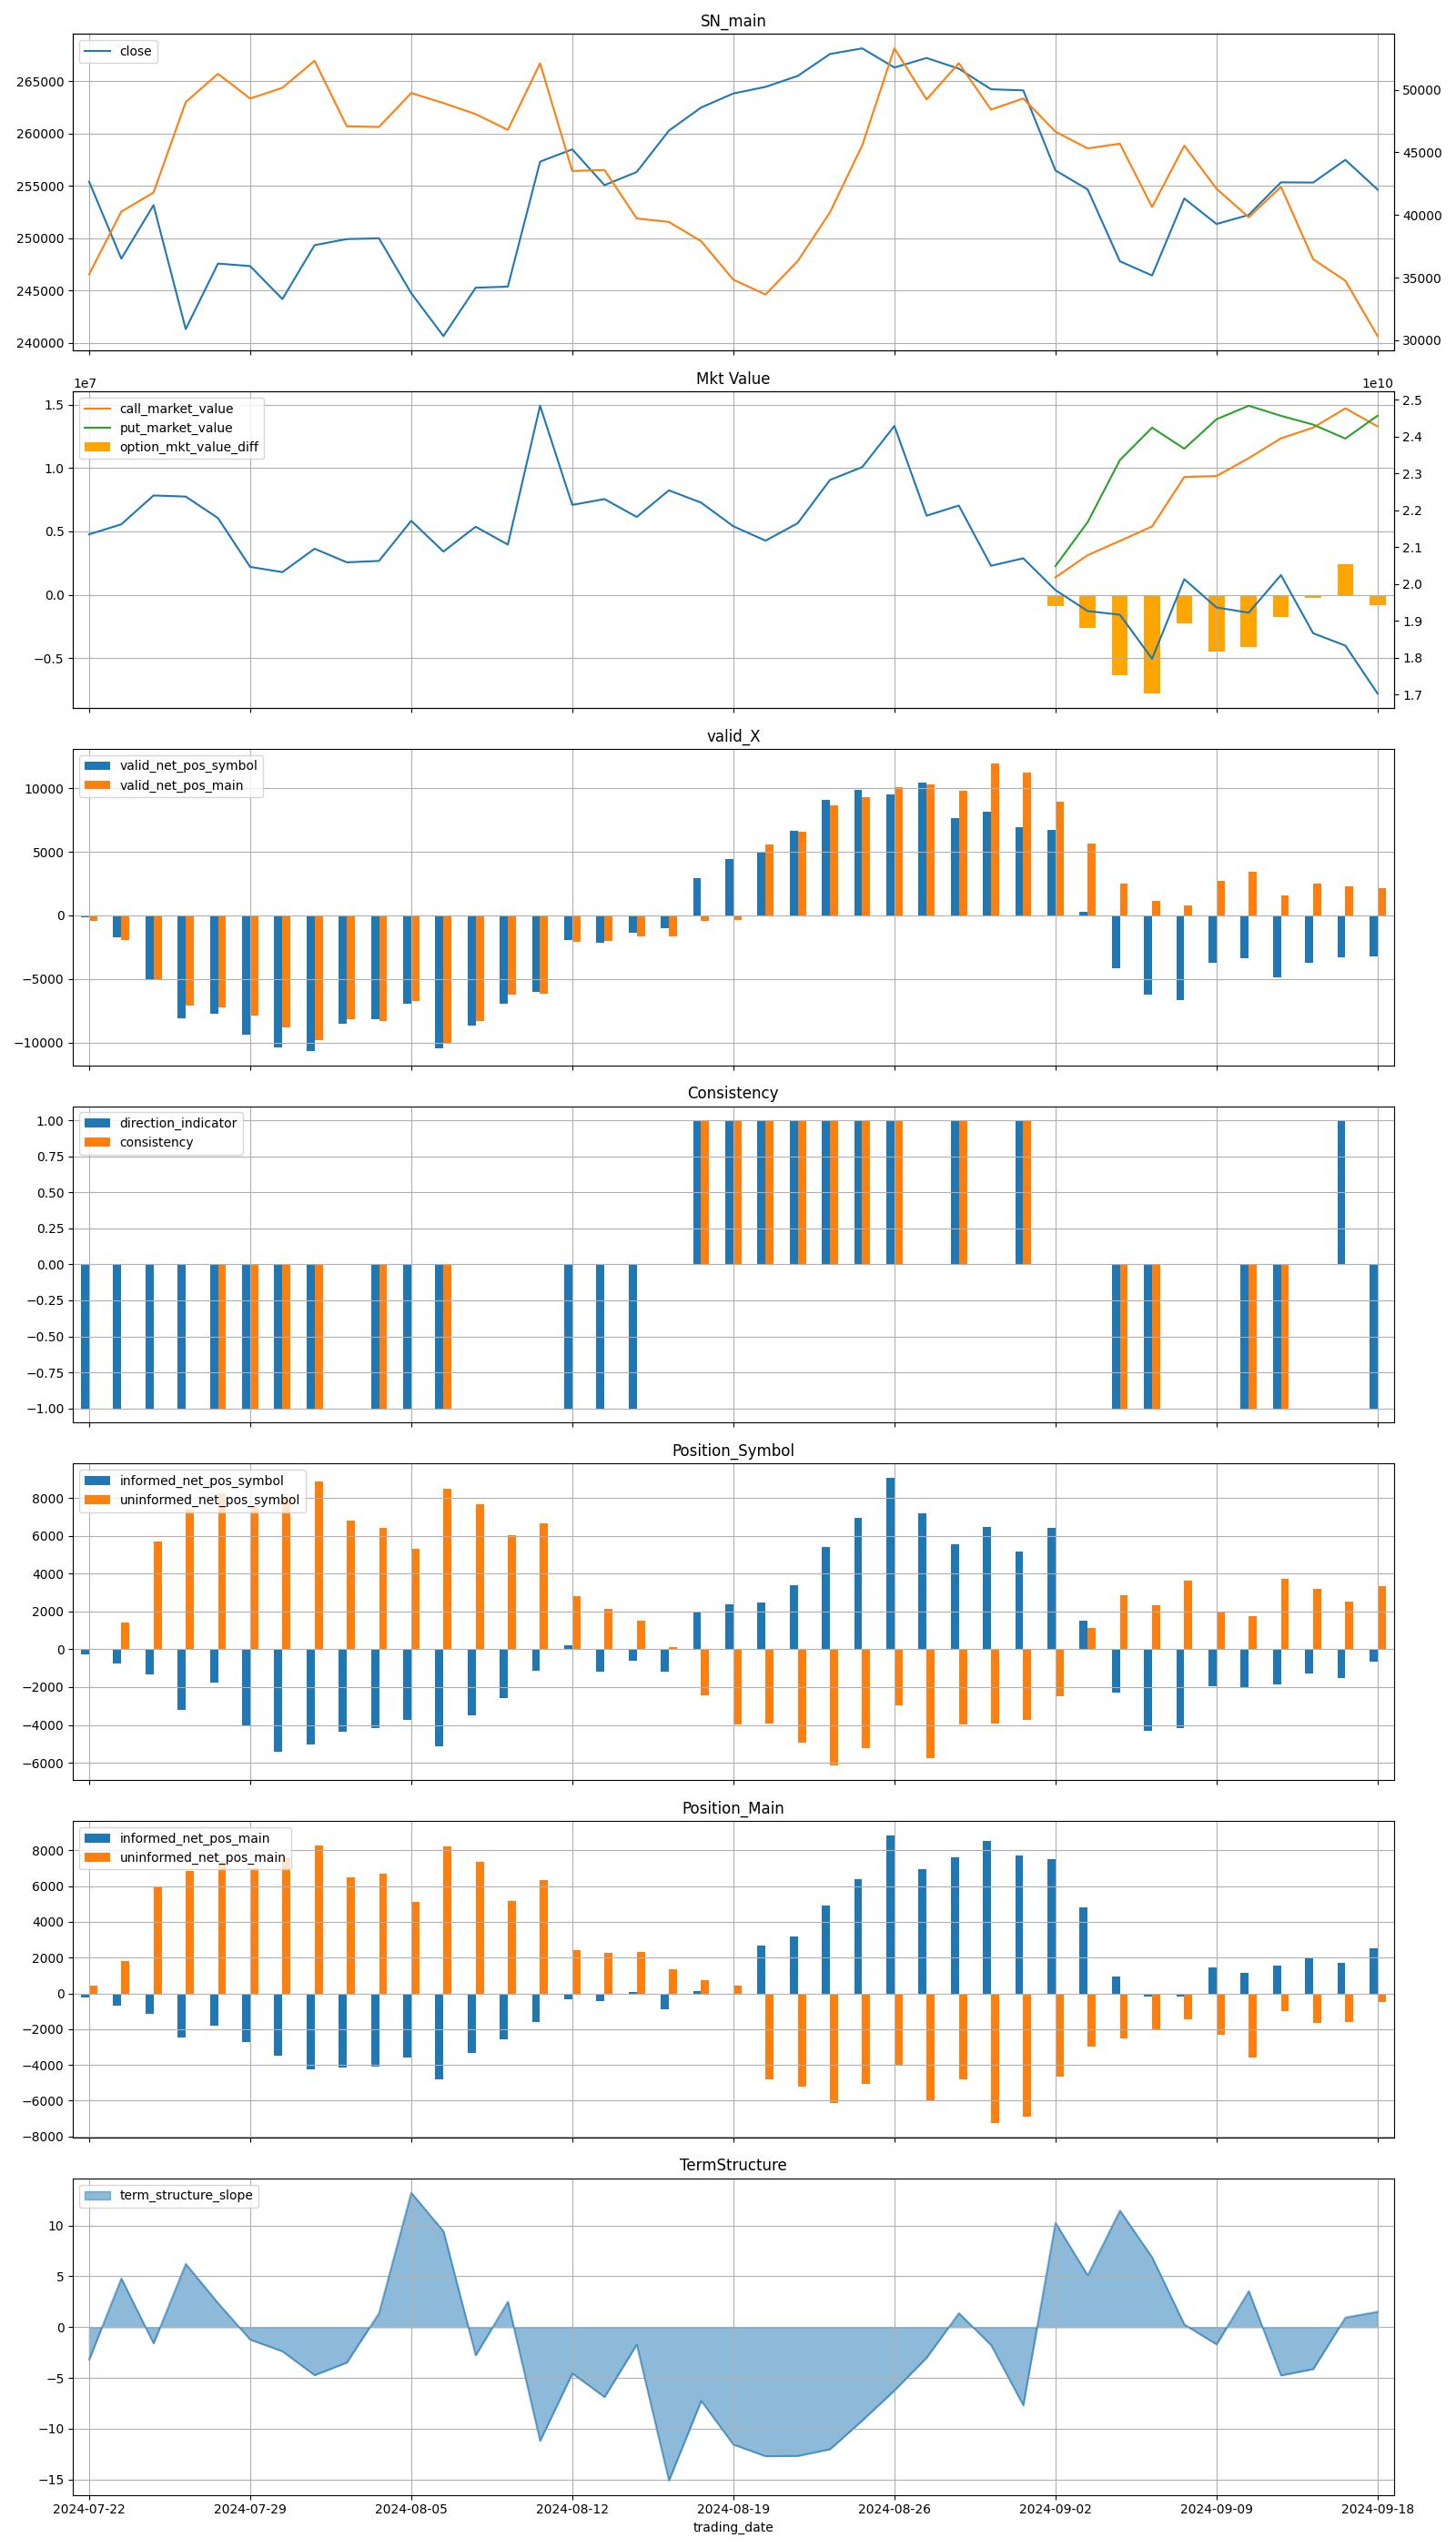 SN_main
close
265000
260000
255000
250000
245000
240000
50000
45000
40000
35000
30000
Mkt Value
1e7
1e10
call_market_value
put_market_value
option_mkt_value_diff
1.5
1.0
0.5
0.0
−0.5
2.5
2.4
2.3
2.2
2.1
2.0
1.9
1.8
1.7
valid_X
valid_net_pos_symbol
valid_net_pos_main
10000
5000
0
−5000
−10000
Consistency
direction_indicator
consistency
1.00
0.75
0.50
0.25
0.00
−0.25
−0.50
−0.75
−1.00
Position_Symbol
informed_net_pos_symbol
uninformed_net_pos_symbol
8000
6000
4000
2000
0
−2000
−4000
−6000
Position_Main
informed_net_pos_main
uninformed_net_pos_main
8000
6000
4000
2000
0
−2000
−4000
−6000
−8000
TermStructure
term_structure_slope
10
5
0
−5
−10
−15
2024-07-22 2024-07-29 2024-08-05 2024-08-12 2024-08-19 2024-08-26 2024-09-02 2024-09-09 2024-09-18
trading_date